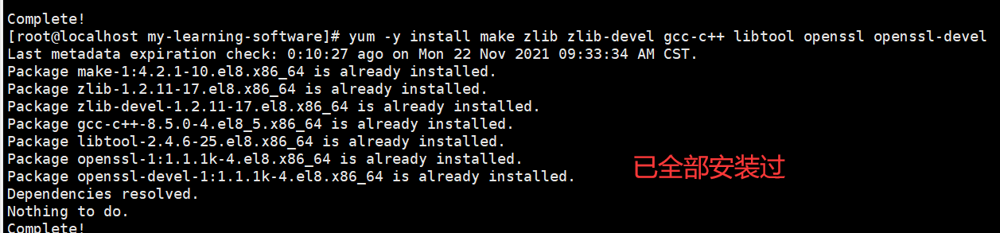 Complete!
[root@localhost my-learning-software]# yum -y install make zlib zlib-devel gcc-c++ libtool openssl openssl-devel
Last metadata expiration check: 0:10:27 ago on Mon 22 Nov 2021 09:33:34 AM CST.
Package make-1:4.2.1-10.el8.x86_64 is already installed.
Package zlib-1.2.11-17.el8.x86_64 is already installed.
Package zlib-devel-1.2.11-17.el8.x86_64 is already installed.
Package gcc-c++-8.5.0-4.el8_5.x86_64 is already installed.
Package libtool-2.4.6-25.el8.x86_64 is already installed.
Package openssl-1:1.1.1k-4.el8.x86_64 is already installed.
Package openssl-devel-1:1.1.1k-4.el8.x86_64 is already installed.
已全部安装过
Dependencies resolved.
Nothing to do.
Complete!